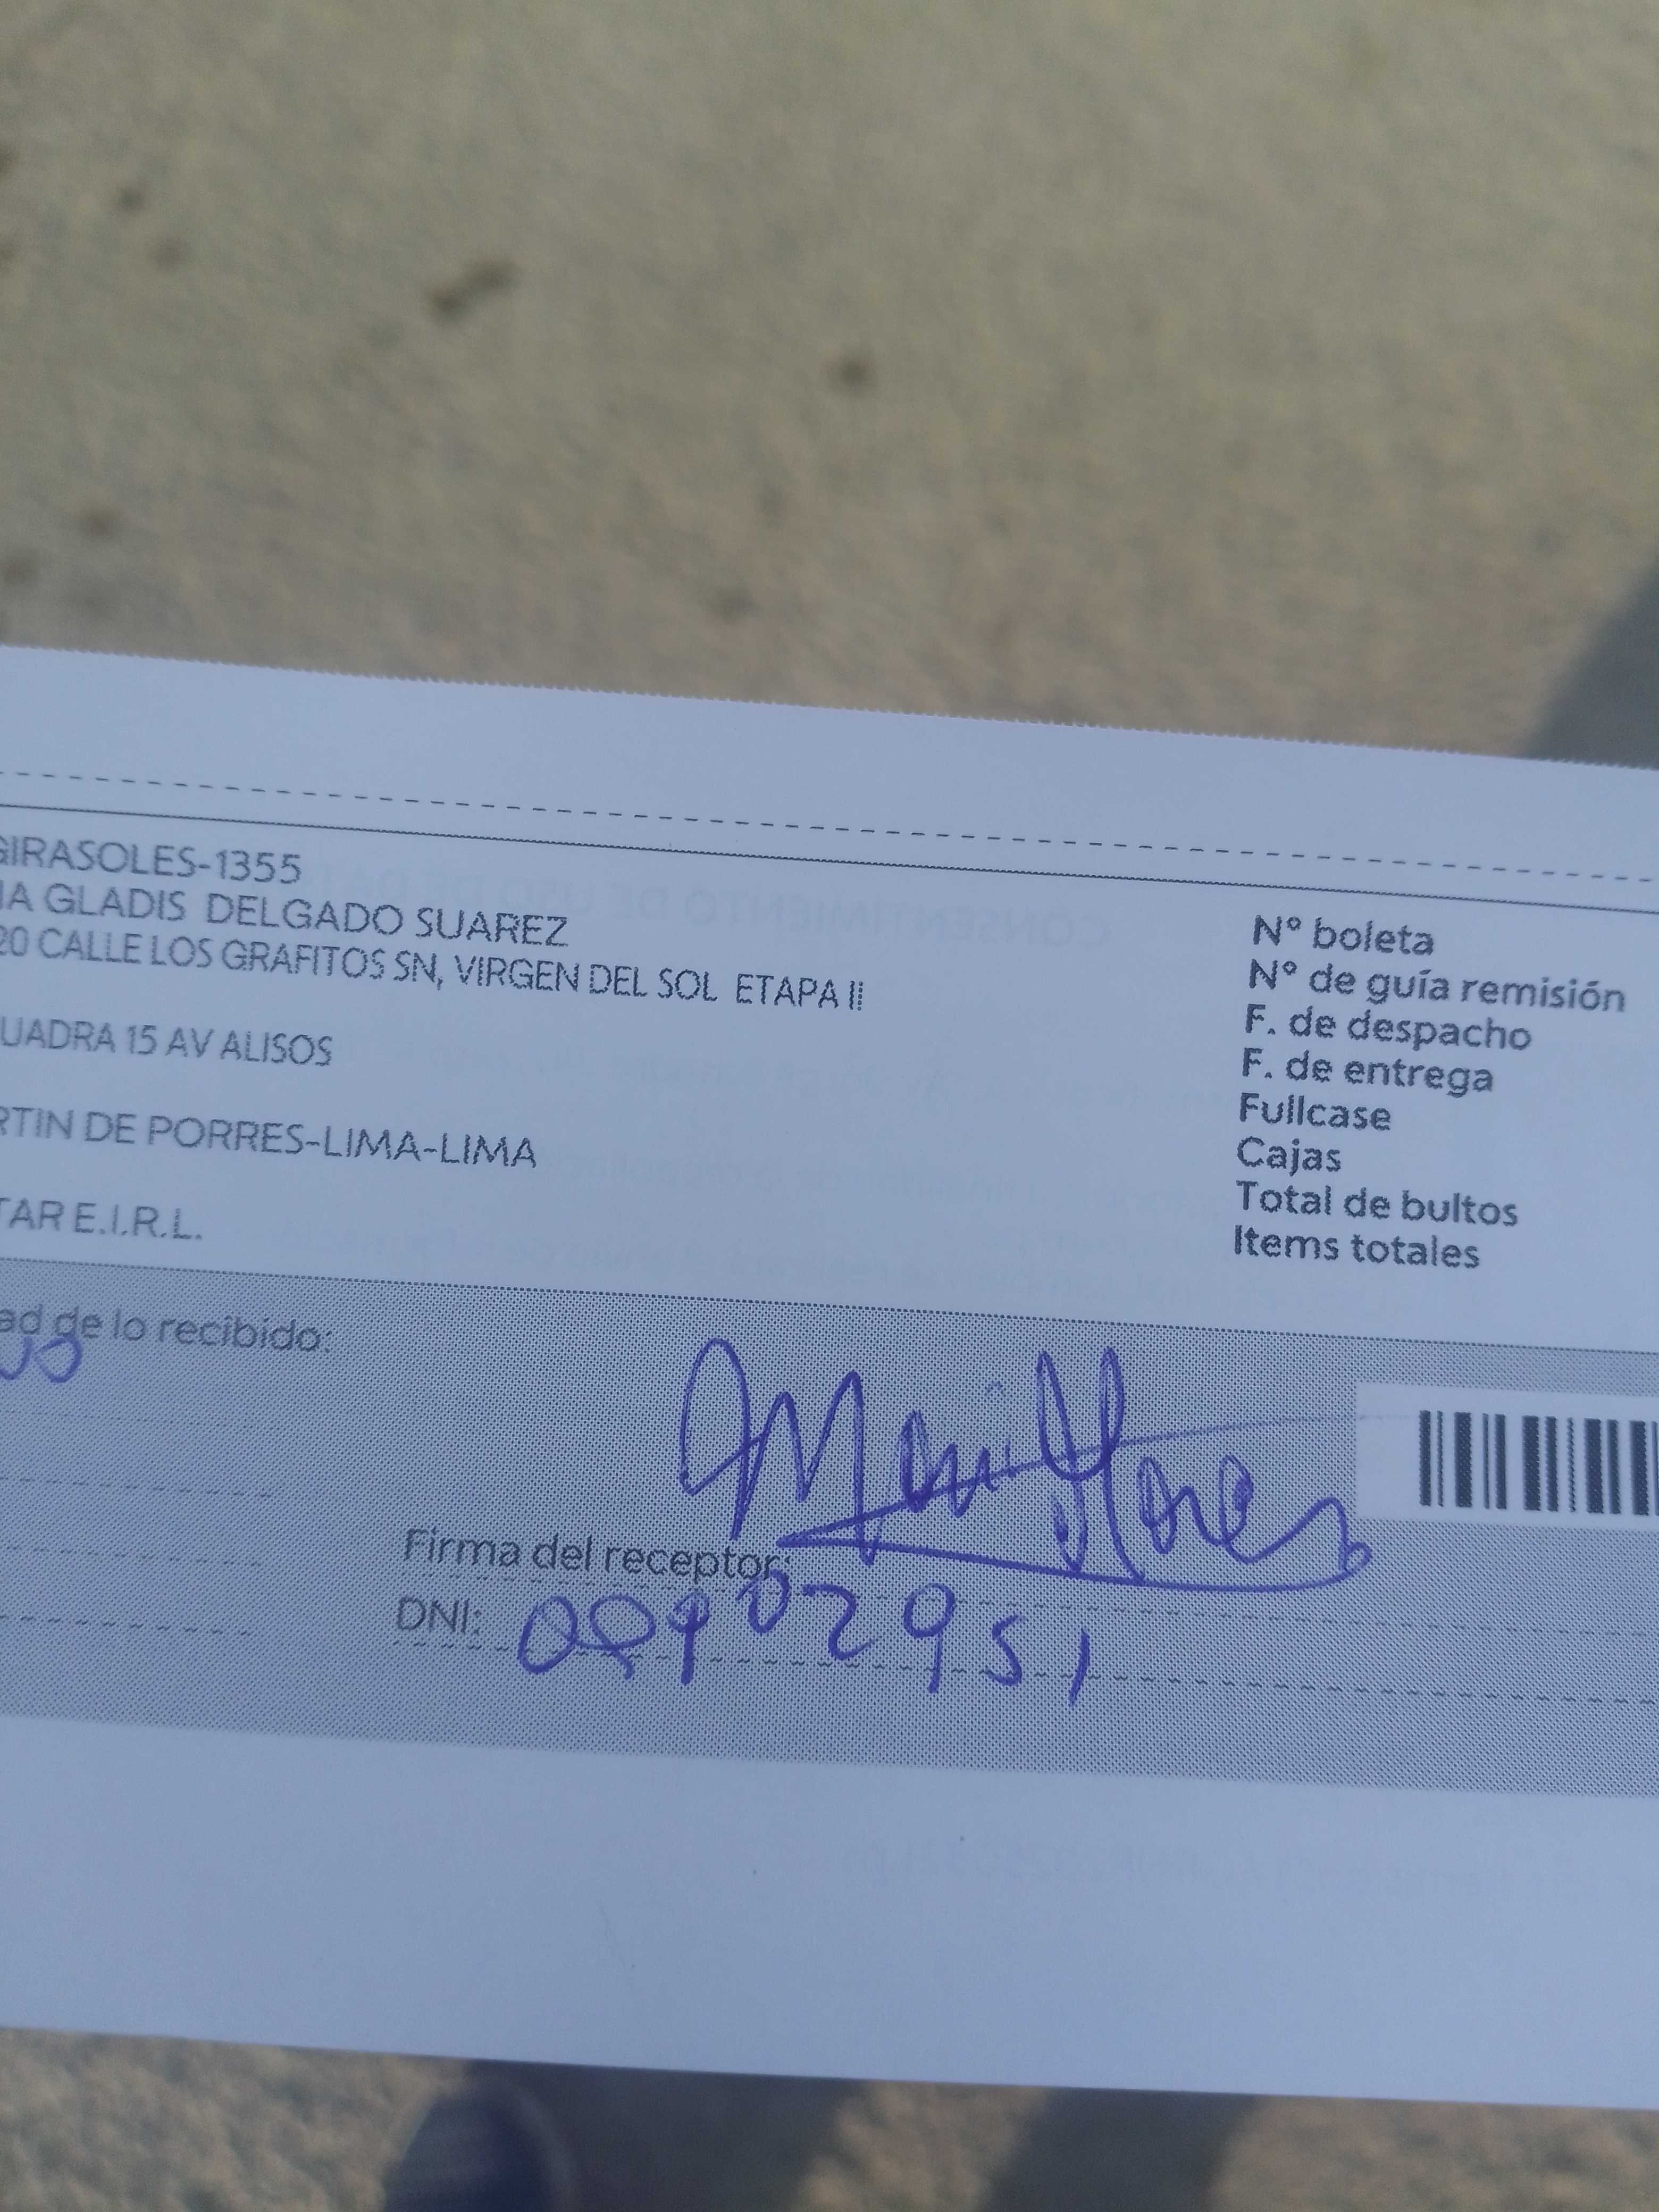 GIRASOLES-1355
IA GLADIS DELGADO SUAREZ
20 CALLE LOS GRAFITOS SN, VIRGEN DEL SOL ETAPA II
UADRA 15 AV ALISOS
RTIN DE PORRES-LIMA-LIMA
TAR E.I.R.L.
N° boleta
N° de guía remisión
F. de despacho
F. de entrega
Fullcase
Cajas
Total de bultos
Items totales
ad de lo recibido:
Firma del receptor:
DNI: 09902951